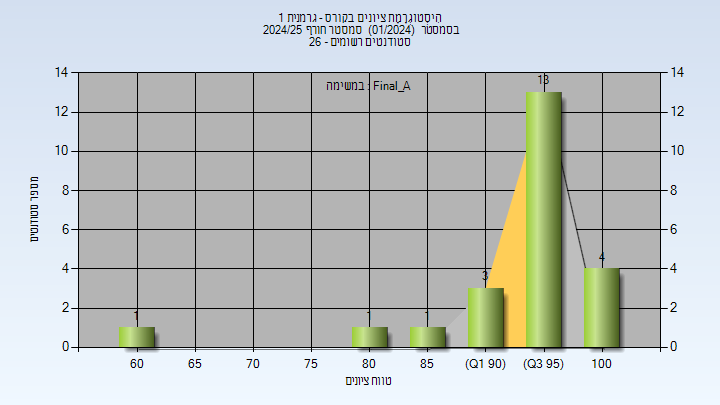 היסטוגרמת ציונים בקורס - גרמנית 1
בסמסטר (01/2024) סמסטר חורף 2024/25
סטודנטים רשומים - 26
במשימה : Final_A
מספר סטודנטים
14 14
12 12
10 10
8 8
6 6
4 4
2 2
0 0
1 1 1 3 13 4
60 65 70 75 80 85 (Q1 90) (Q3 95) 100
טווח ציונים